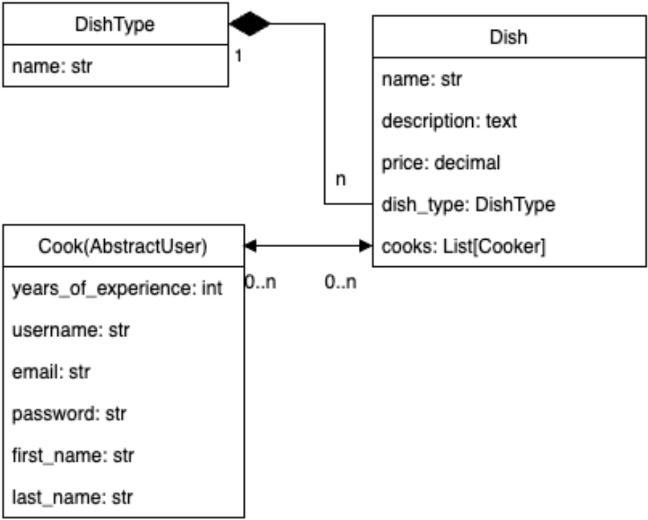 DishType
name: str
1
Dish
name: str
description: text
price: decimal
dish_type: DishType
cooks: List[Cooker]
n
Cook(AbstractUser)
years_of_experience: int
username: str
email: str
password: str
first_name: str
last_name: str
0..n
0..n